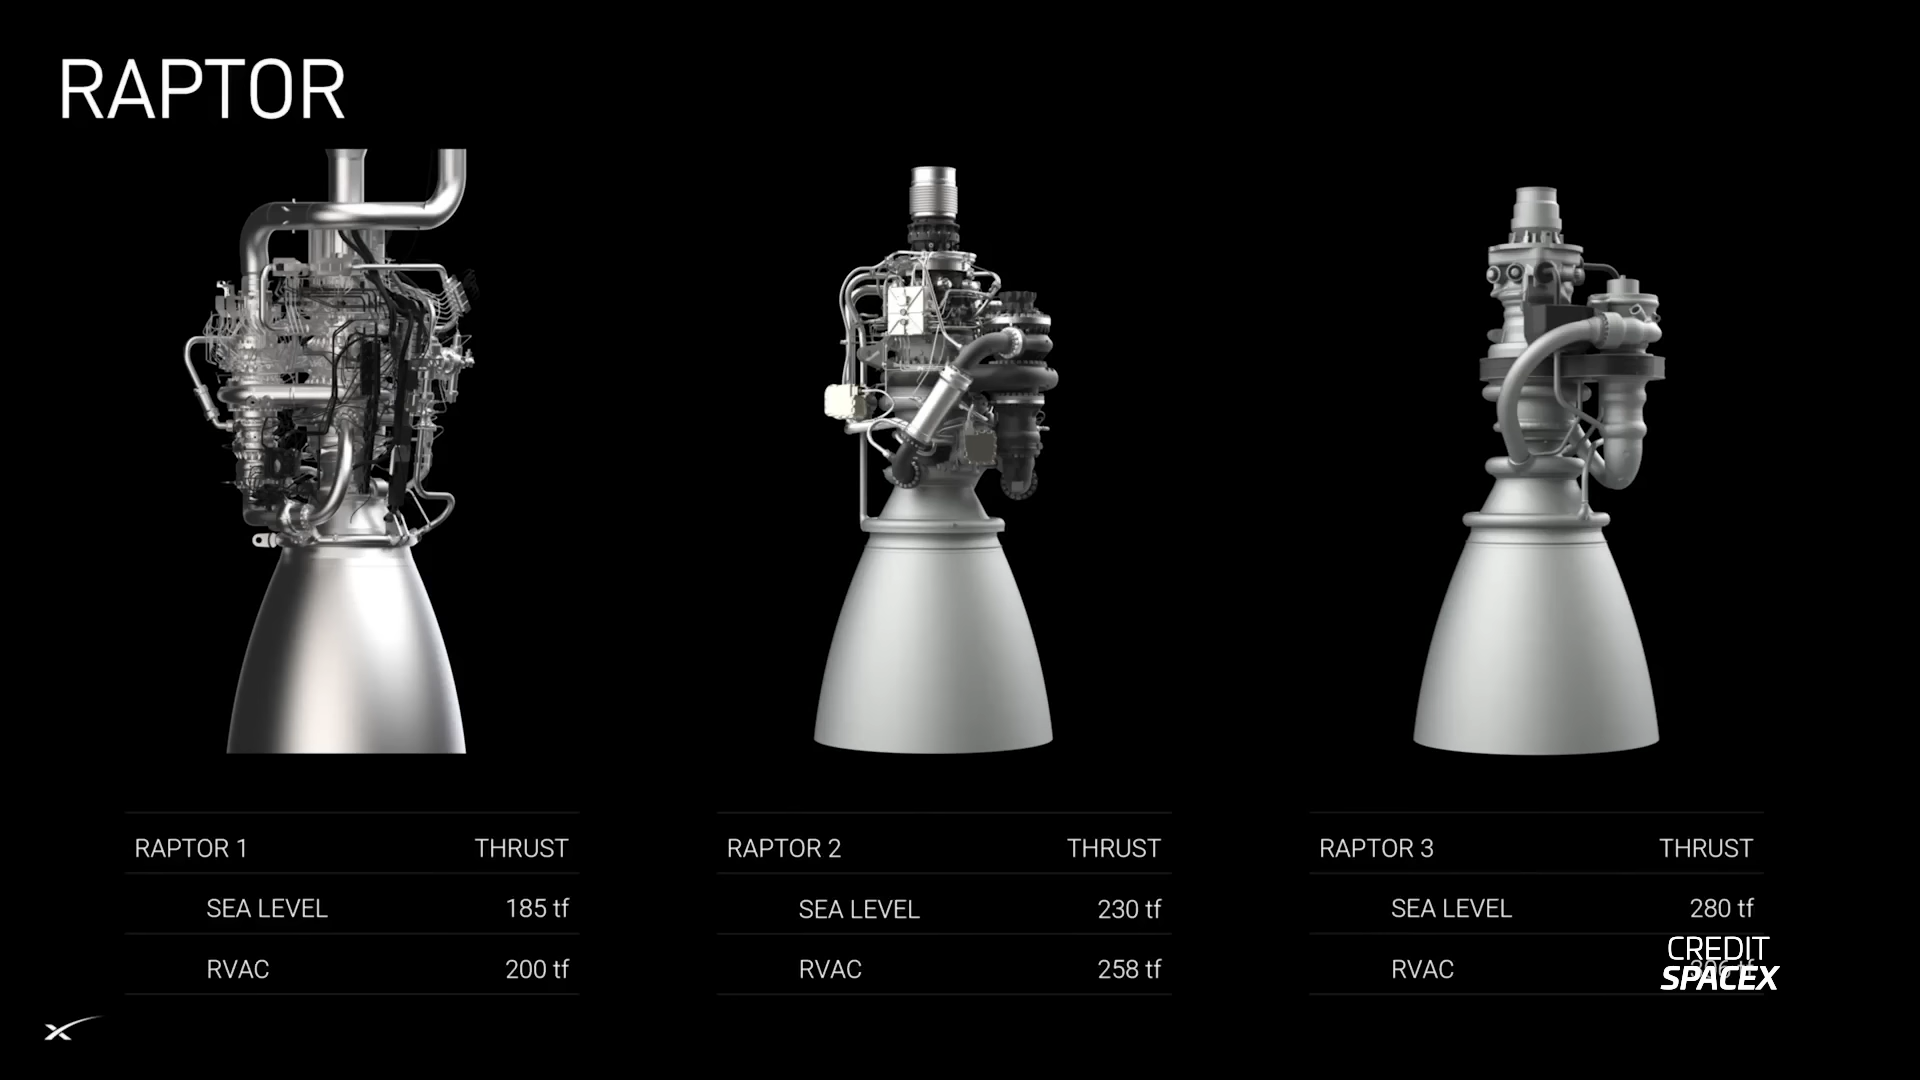 RAPTOR
RAPTOR 1 THRUST
SEA LEVEL 185 tf
RVAC 200 tf
RAPTOR 2 THRUST
SEA LEVEL 230 tf
RVAC 258 tf
RAPTOR 3 THRUST
SEA LEVEL 280 tf
RVAC
CREDIT
SPACEX